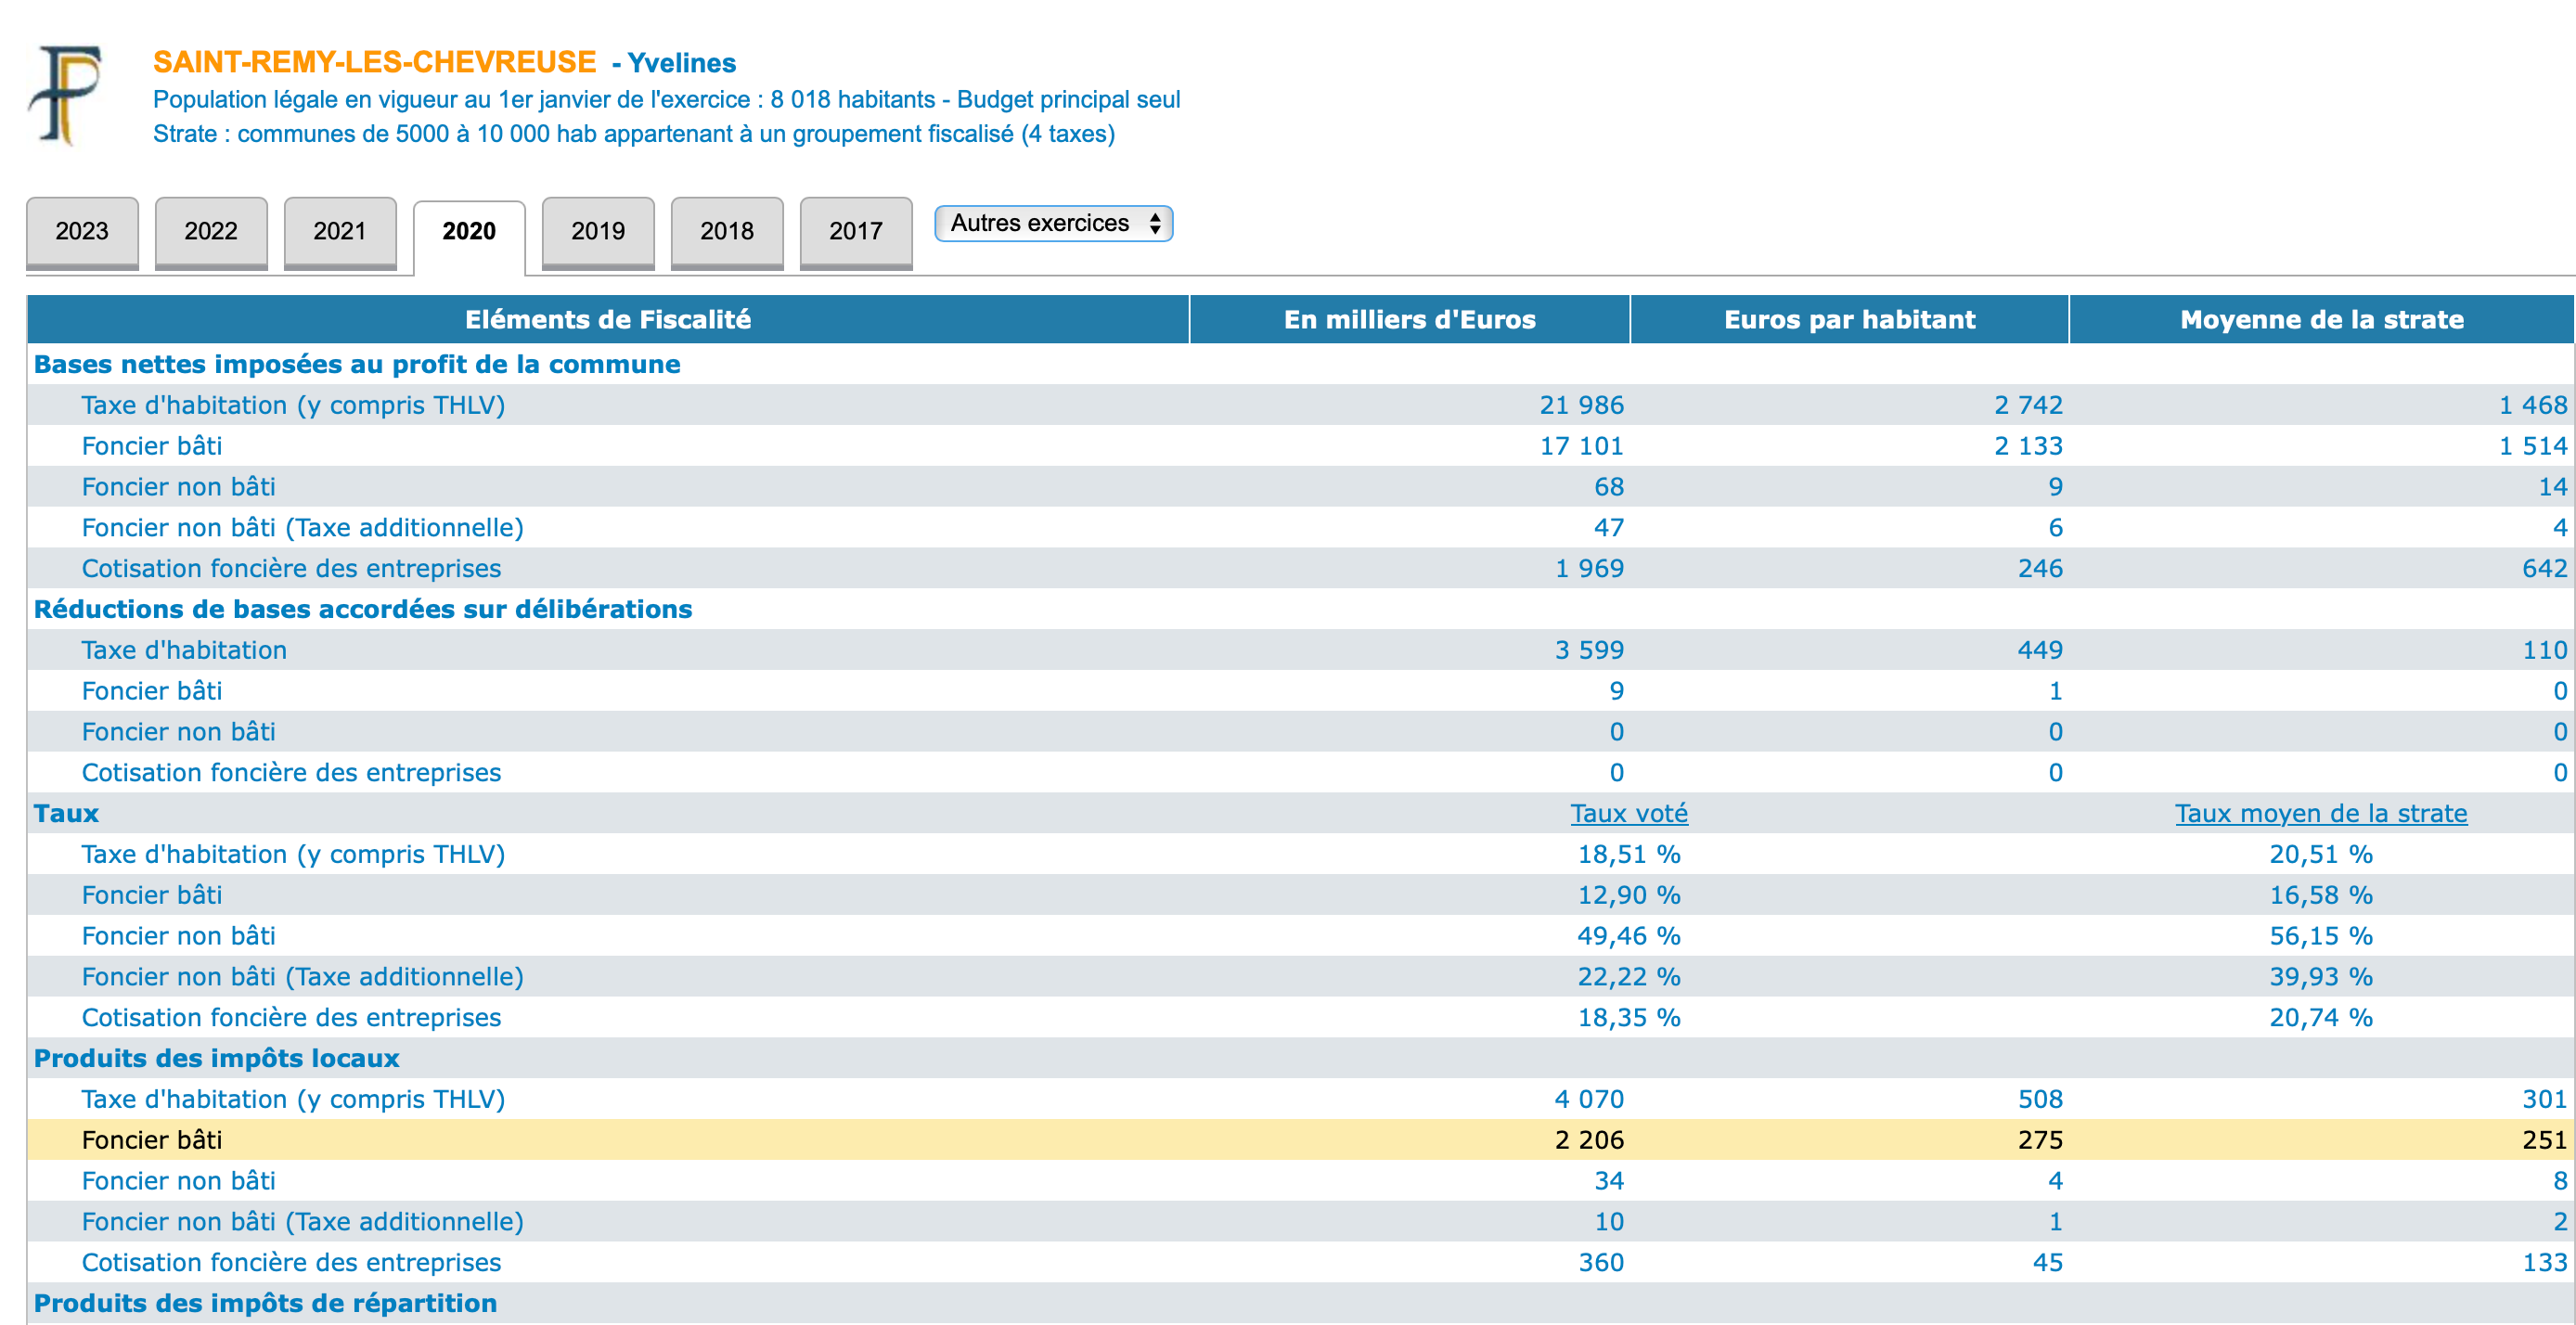 SAINT-REMY-LES-CHEVREUSE - Yvelines
Population légale en vigueur au 1er janvier de l'exercice : 8 018 habitants - Budget principal seul
Strate : communes de 5000 à 10 000 hab appartenant à un groupement fiscalisé (4 taxes)
2023 2022 2021 2020 2019 2018 2017 Autres exercices
Eléments de Fiscalité En milliers d'Euros Euros par habitant Moyenne de la strate
Bases nettes imposées au profit de la commune
Taxe d'habitation (y compris THLV) 21 986 2 742 1 468
Foncier bâti 17 101 2 133 1 514
Foncier non bâti 68 9 14
Foncier non bâti (Taxe additionnelle) 47 6 4
Cotisation foncière des entreprises 1 969 246 642
Réductions de bases accordées sur délibérations
Taxe d'habitation 3 599 449 110
Foncier bâti 9 1 0
Foncier non bâti 0 0 0
Cotisation foncière des entreprises 0 0 0
Taux Taux voté Taux moyen de la strate
Taxe d'habitation (y compris THLV) 18,51 % 20,51 %
Foncier bâti 12,90 % 16,58 %
Foncier non bâti 49,46 % 56,15 %
Foncier non bâti (Taxe additionnelle) 22,22 % 39,93 %
Cotisation foncière des entreprises 18,35 % 20,74 %
Produits des impôts locaux
Taxe d'habitation (y compris THLV) 4 070 508 301
Foncier bâti 2 206 275 251
Foncier non bâti 34 4 8
Foncier non bâti (Taxe additionnelle) 10 1 2
Cotisation foncière des entreprises 360 45 133
Produits des impôts de répartition